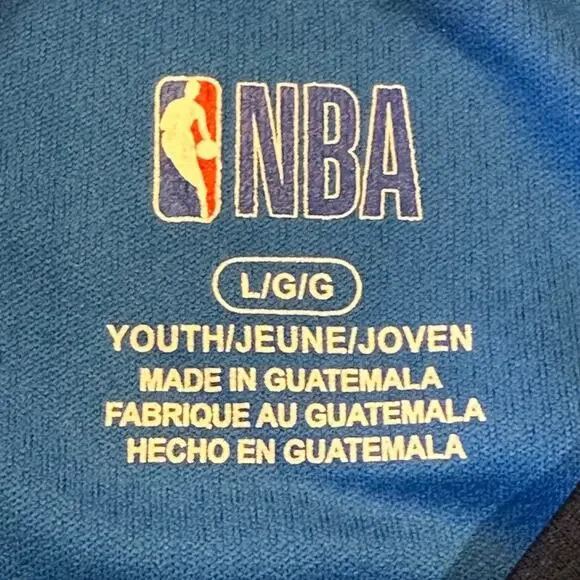 NBA
L/G/G
YOUTH/JEUNE/JOVEN
MADE IN GUATEMALA
FABRIQUE AU GUATEMALA
HECHO EN GUATEMALA